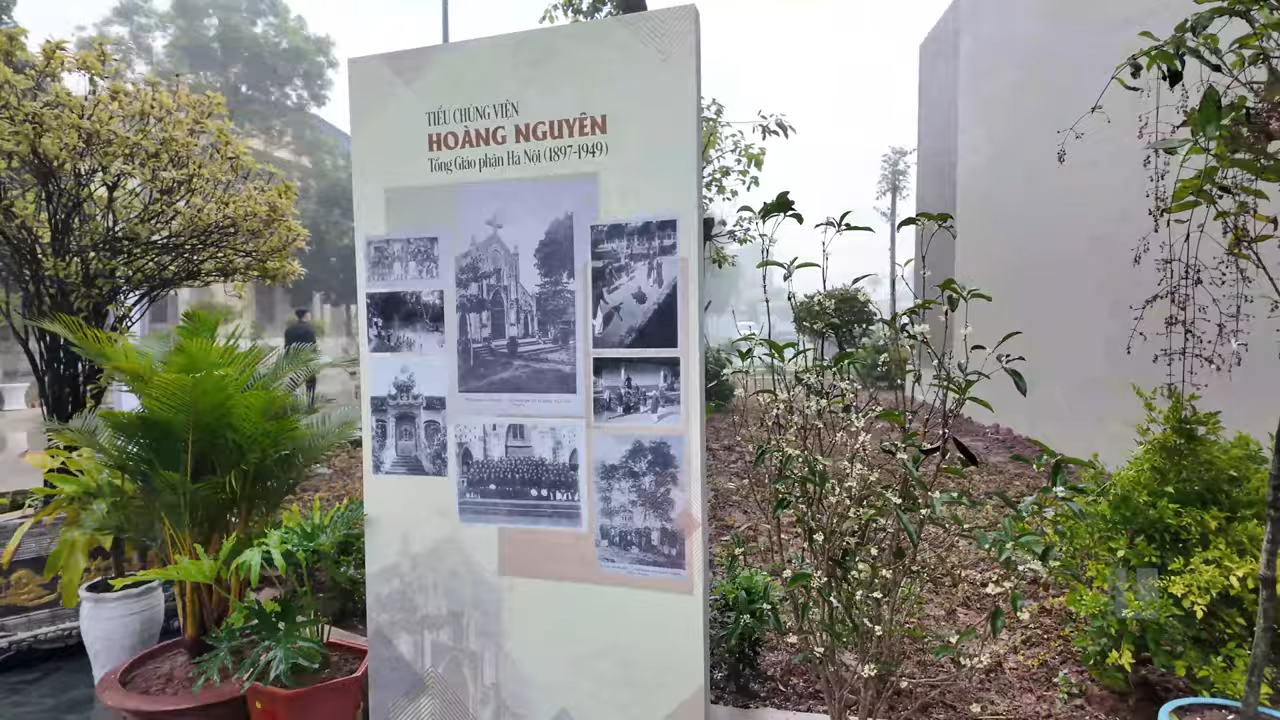 TIỂU CHỦNG VIỆN
HOÀNG NGUYÊN
Tổng Giáo phận Hà Nội (1897-1949)